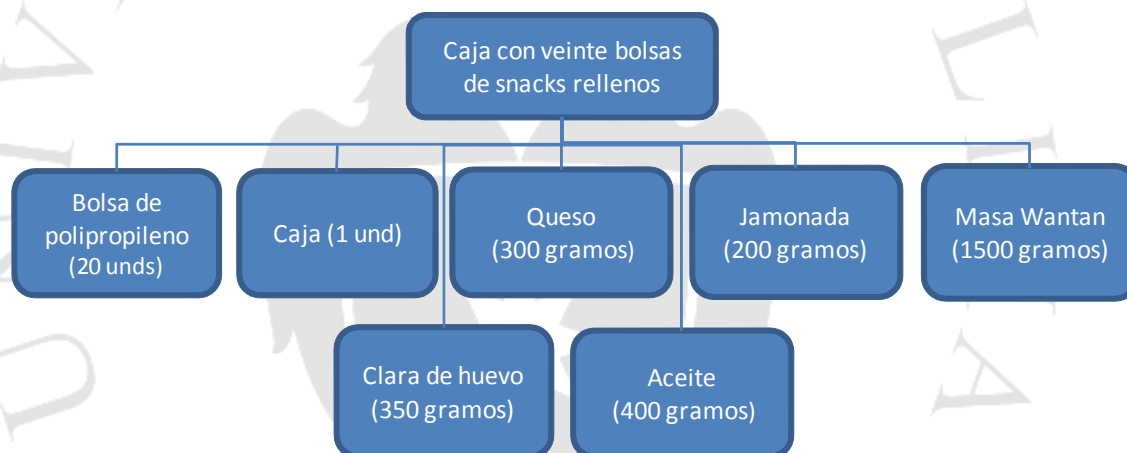 Caja con veinte bolsas
de snacks rellenos
Bolsa de
polipropileno
(20 unds)
Caja (1 und)
Queso
(300 gramos)
Jamonada
(200 gramos)
Masa Wantan
(1500 gramos)
Clara de huevo
(350 gramos)
Aceite
(400 gramos)